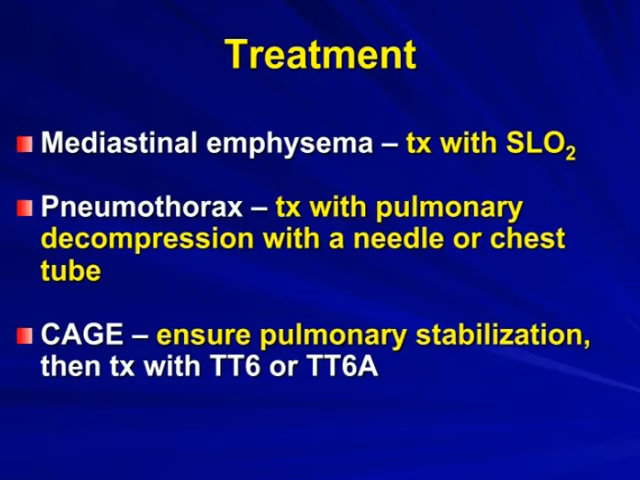 Treatment
Mediastinal emphysema – tx with SLO₂
Pneumothorax – tx with pulmonary
decompression with a needle or chest
tube
CAGE – ensure pulmonary stabilization,
then tx with TT6 or TT6A